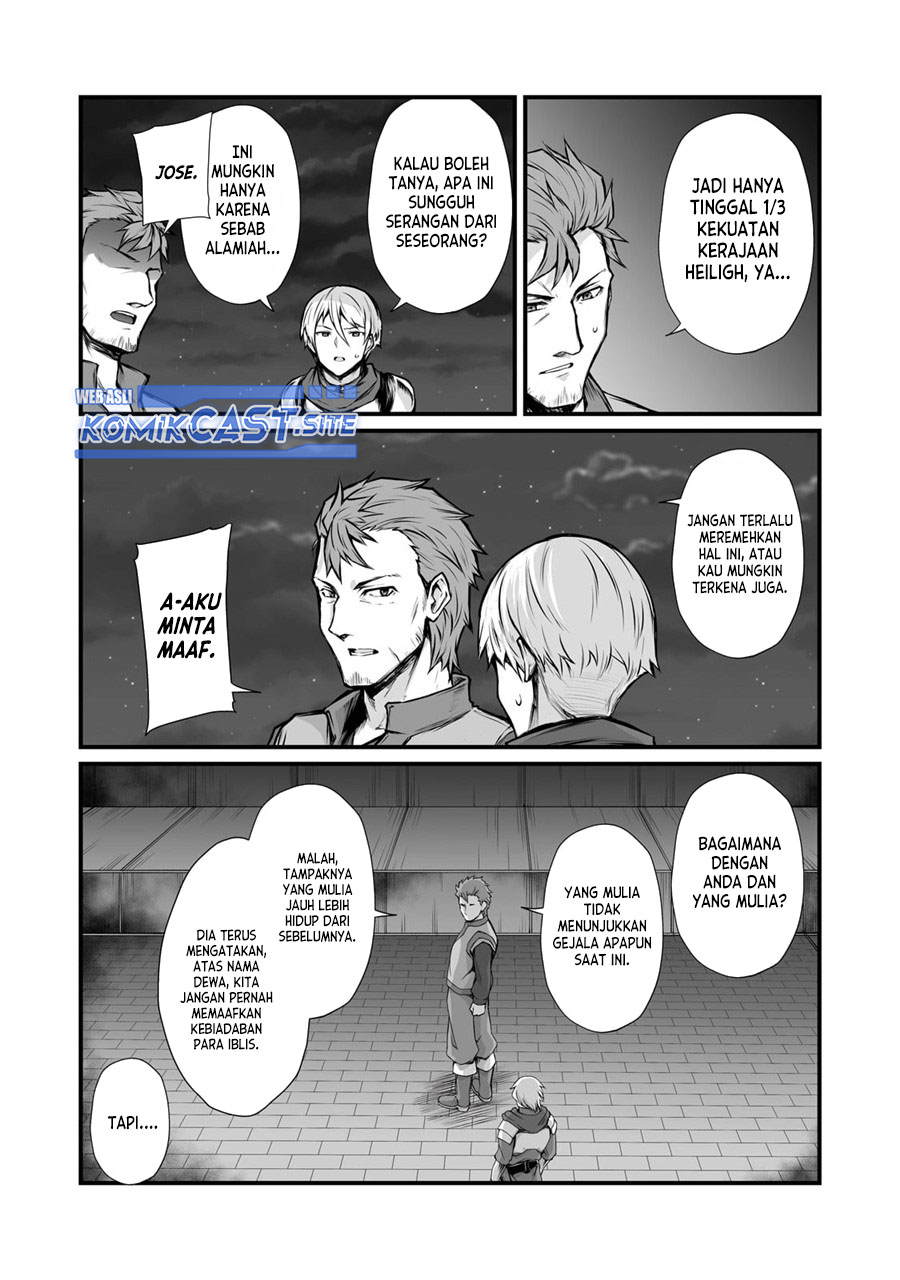 JADI HANYA
TINGGAL 1/3
KEKUATAN
KERAJAAN
HEILIGH, YA...
KALAU BOLEH
TANYA, APA INI
SUNGGUH
SERANGAN DARI
SESEORANG?
INI
MUNGKIN
HANYA
KARENA
SEBAB
ALAMIAH...
JOSE.
WEB ASLI
KOMIKCAST.SITE
JANGAN TERLALU
MEREMEHKAN
HAL INI, ATAU
KAU MUNGKIN
TERKENA JUGA.
A-AKU
MINTA
MAAF.
BAGAIMANA
DENGAN
ANDA DAN
YANG MULIA?
YANG MULIA
TIDAK
MENUNJUKKAN
GEJALA APAPUN
SAAT INI.
MALAH,
TAMPAKNYA
YANG MULIA
JAUH LEBIH
HIDUP DARI
SEBELUMNYA.
DIA TERUS
MENGATAKAN,
ATAS NAMA
DEWA, KITA
JANGAN PERNAH
MEMAAFKAN
KEBIADABAN
PARA IBLIS.
TAPI....